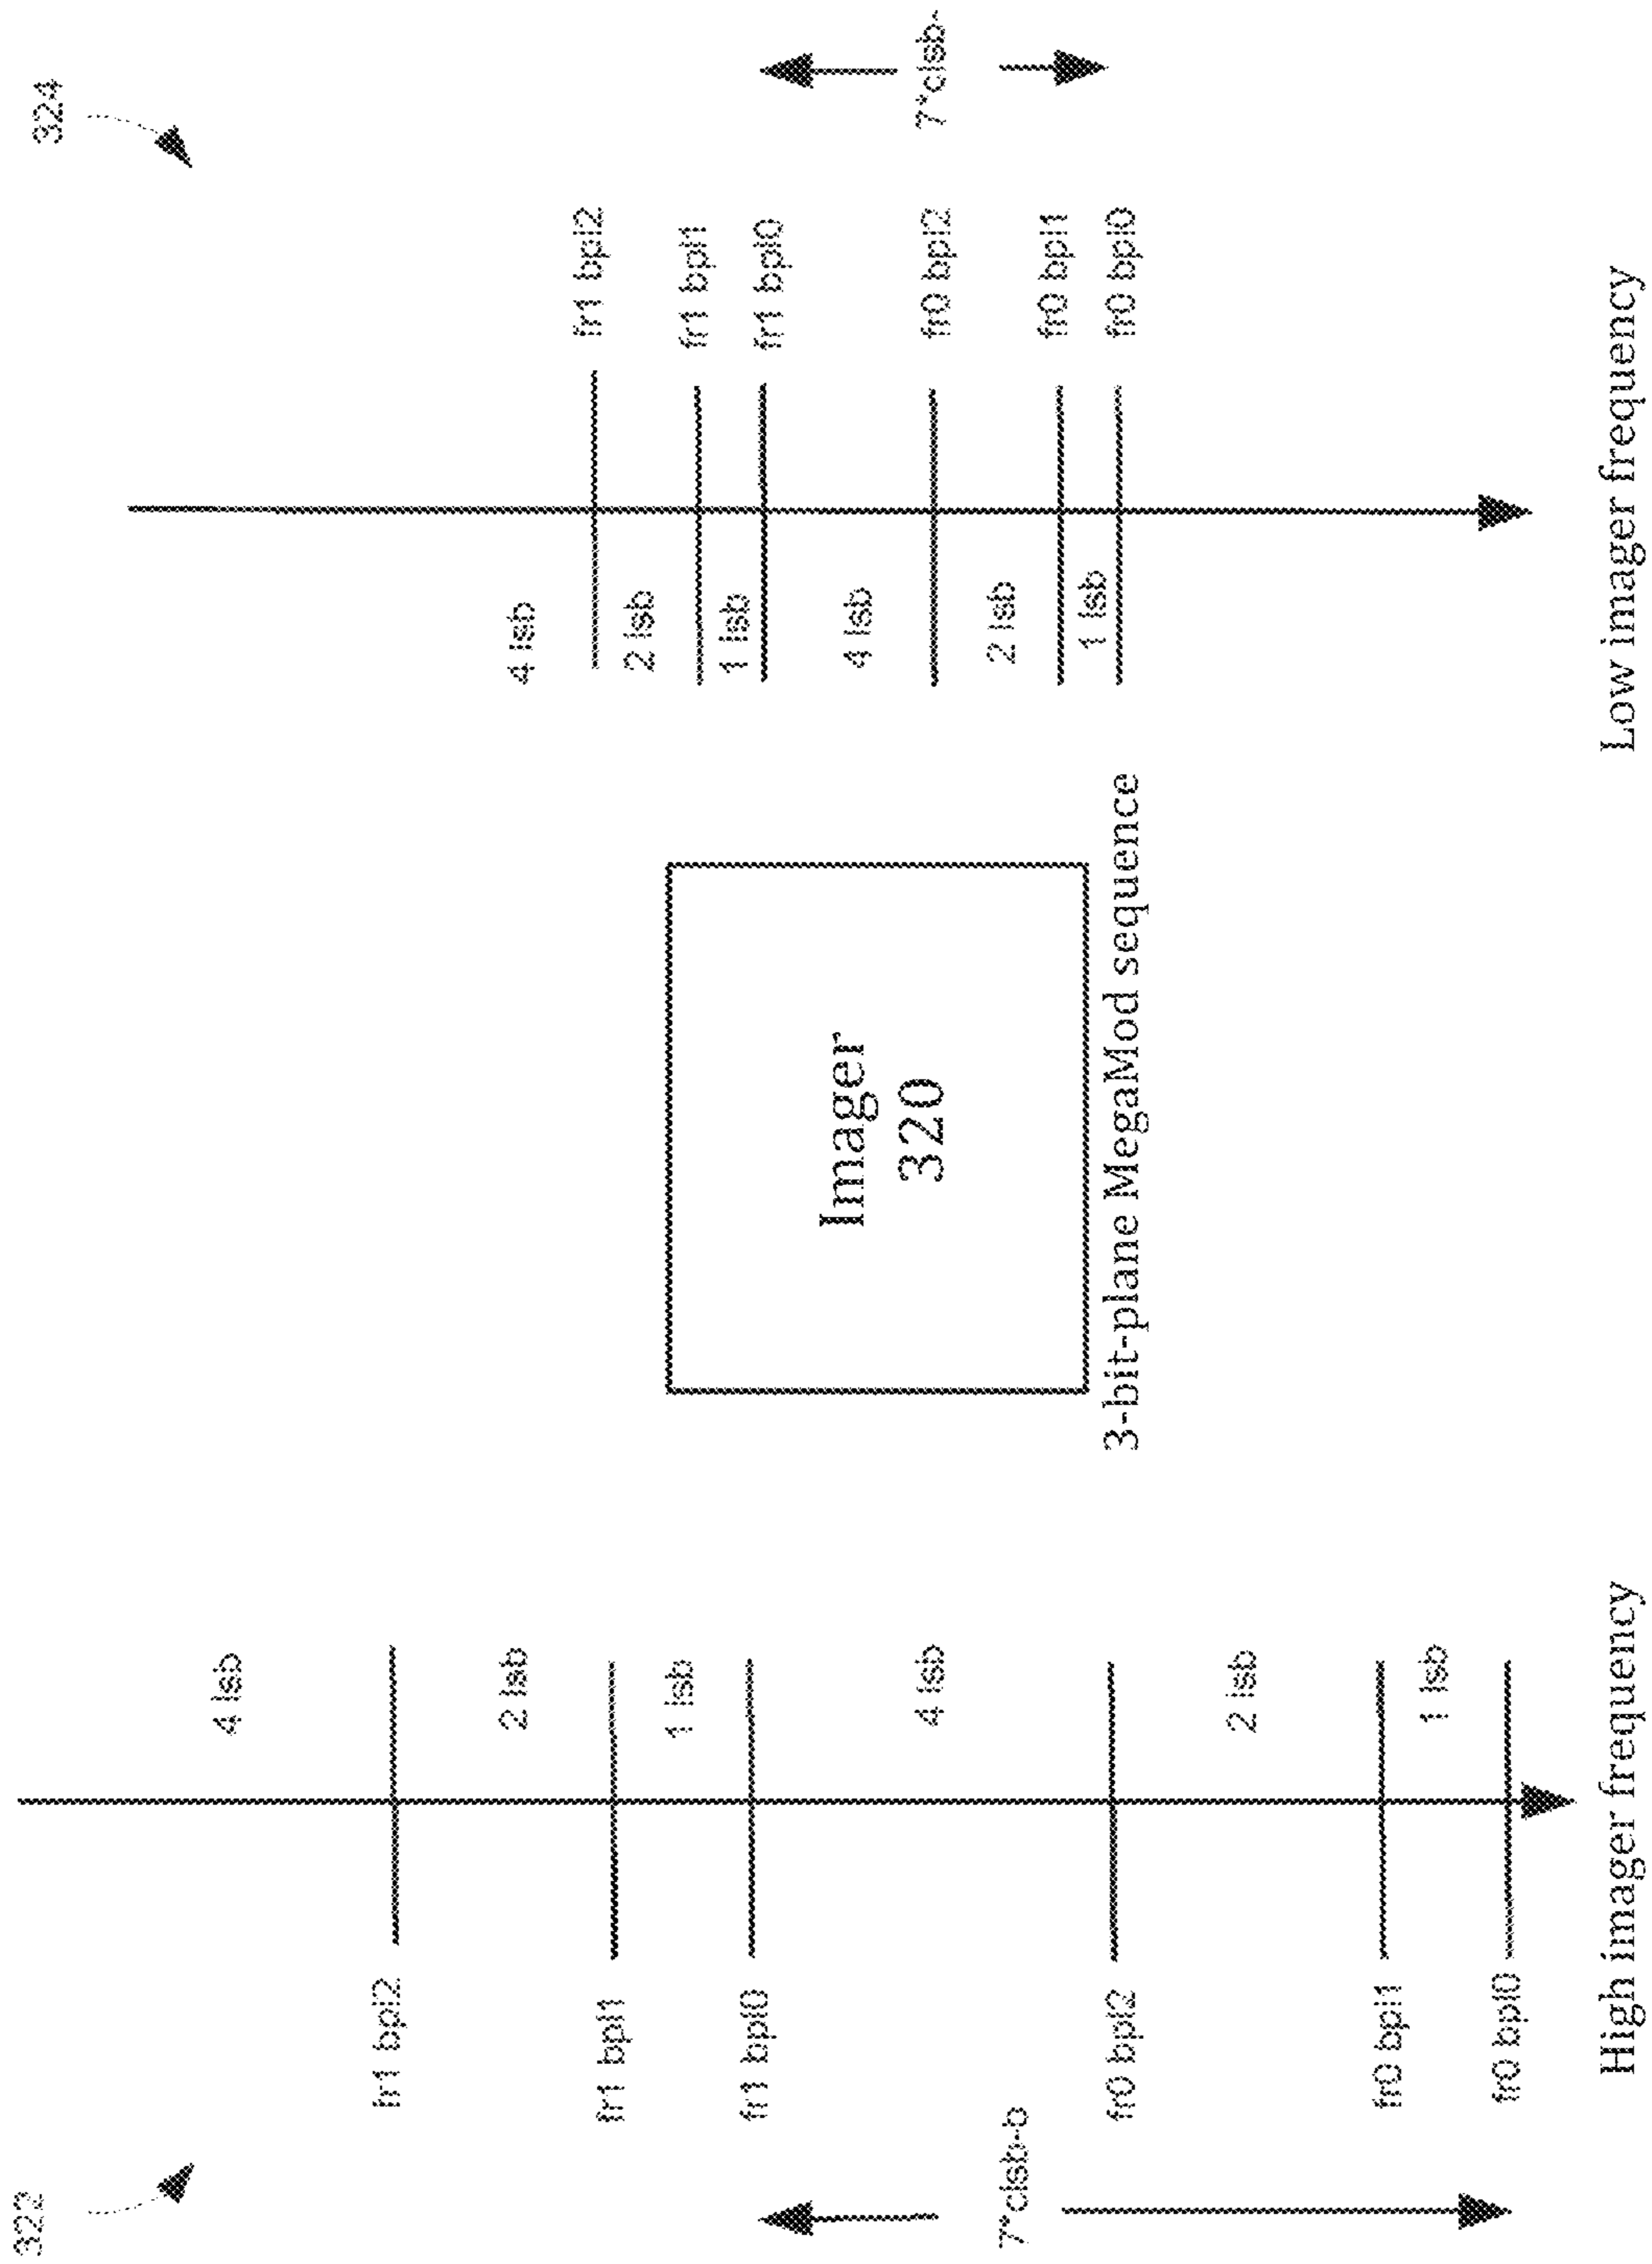 322
4 lsb
fr1 bpl2
2 lsb
fr1 bpl1
1 lsb
fr1 bpl0
4 lsb
7*clsb-b
fr0 bpl2
2 lsb
fr0 bpl1
1 lsb
fr0 bpl0
High imager frequency
Imager
320
3-bit-plane MegaMod sequence
324
4 lsb
fr1 bpl2
2 lsb
fr1 bpl1
1 lsb
fr1 bpl0
4 lsb
fr0 bpl2
7*clsb-
2 lsb
fr0 bpl1
1 lsb
fr0 bpl0
Low imager frequency